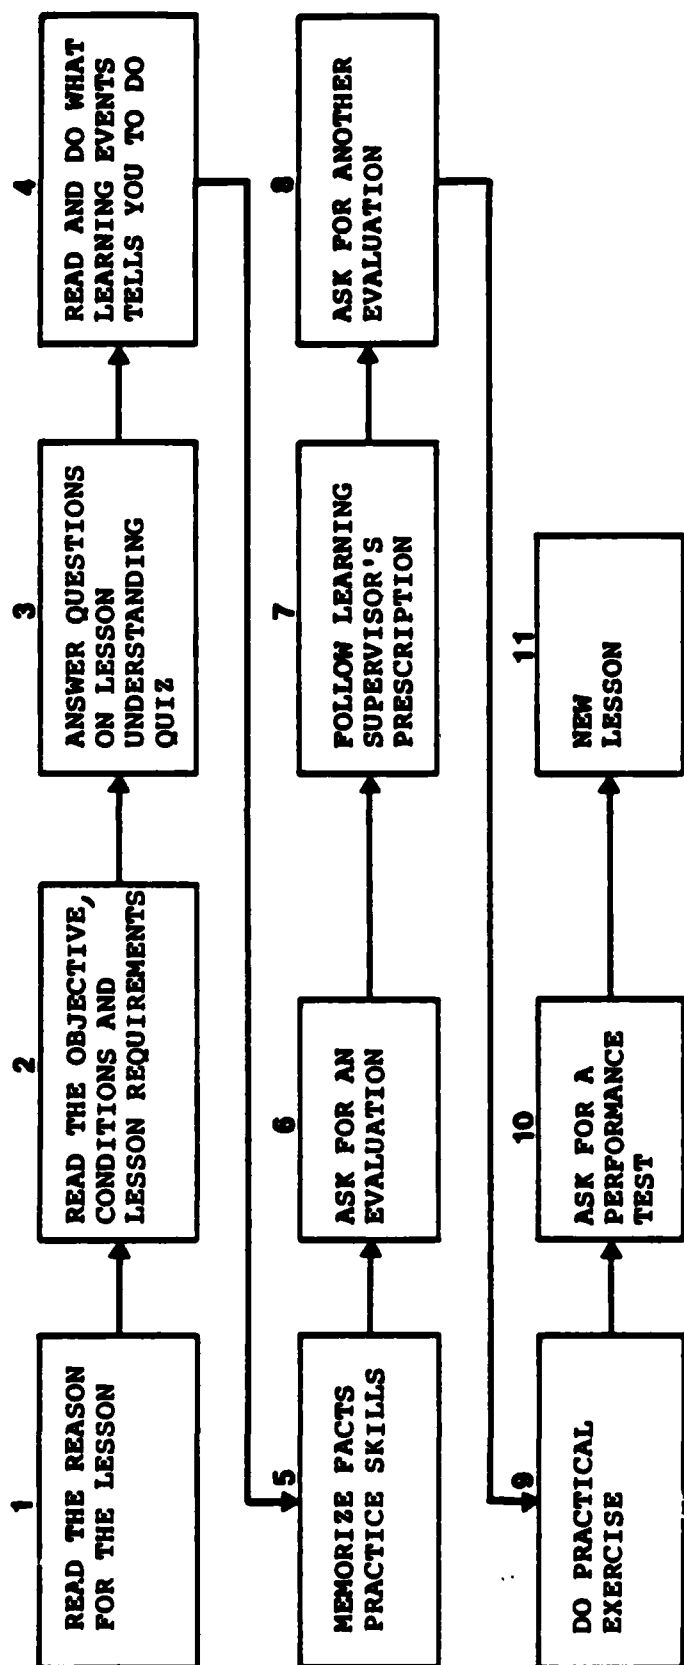 1
READ THE REASON
FOR THE LESSON
2
READ THE OBJECTIVE,
CONDITIONS AND
LESSON REQUIREMENTS
3
ANSWER QUESTIONS
ON LESSON
UNDERSTANDING
QUIZ
4
READ AND DO WHAT
LEARNING EVENTS
TELLS YOU TO DO
5
MEMORIZE FACTS
PRACTICE SKILLS
6
ASK FOR AN
EVALUATION
7
FOLLOW LEARNING
SUPERVISOR'S
PRESCRIPTION
8
ASK FOR ANOTHER
EVALUATION
9
DO PRACTICAL
EXERCISE
10
ASK FOR A
PERFORMANCE
TEST
11
NEW
LESSON